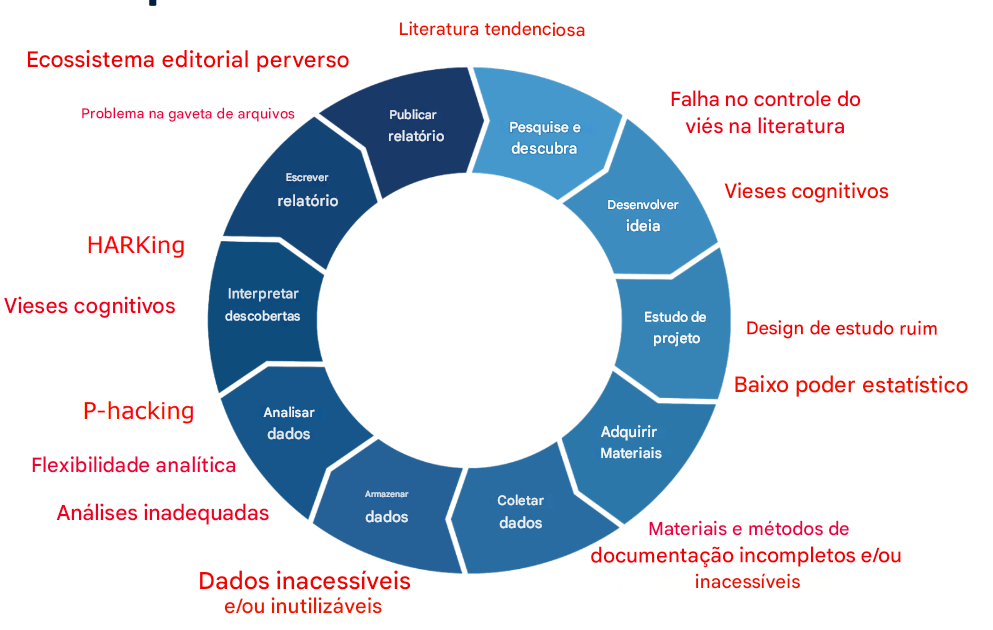 Literatura tendenciosa
Ecossistema editorial perverso
Problema na gaveta de arquivos
Falha no controle do
viés na literatura
Vieses cognitivos
Design de estudo ruim
Baixo poder estatístico
Materiais e métodos de
documentação incompletos e/ou
inacessíveis
Dados inacessíveis
e/ou inutilizáveis
Análises inadequadas
Flexibilidade analítica
P-hacking
Vieses cognitivos
HARKing
Publicar
relatório
Pesquise e
descubra
Desenvolver
ideia
Estudo de
projeto
Adquirir
Materiais
Coletar
dados
Armazenar
dados
Analisar
dados
Interpretar
descobertas
Escrever
relatório